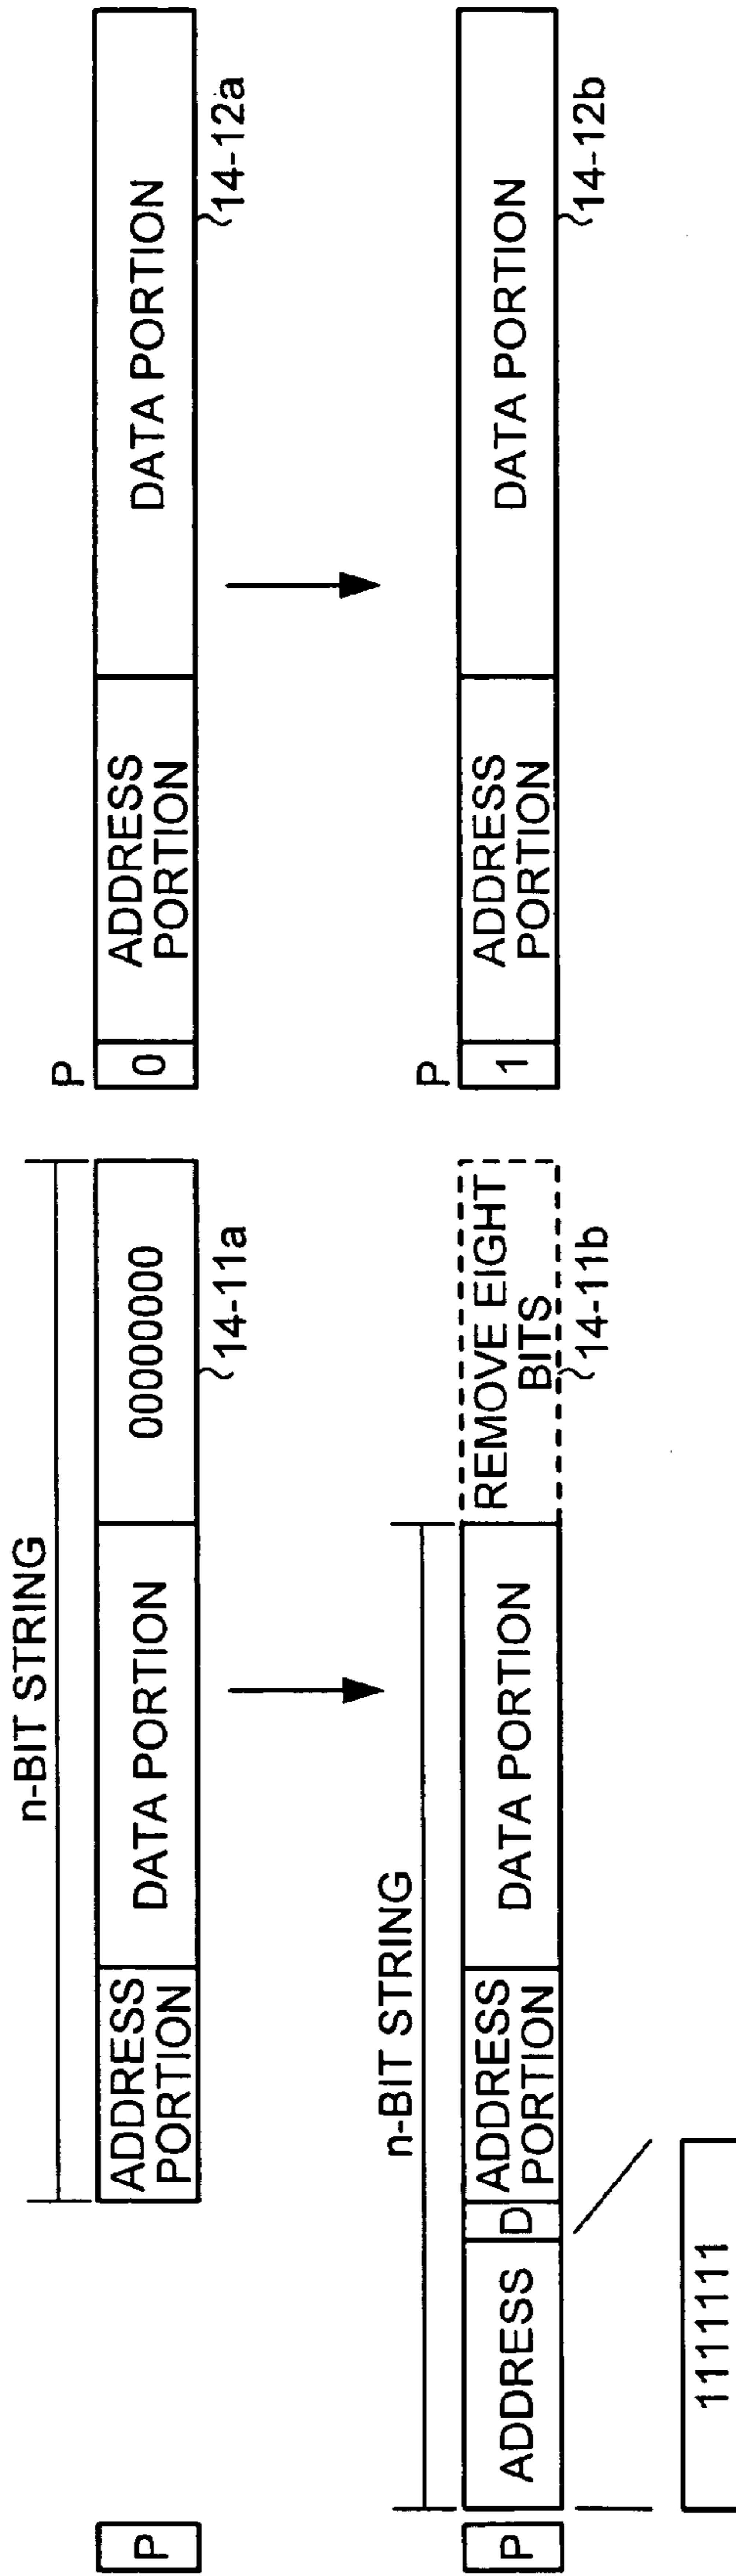 n-BIT STRING
P
ADDRESS
PORTION
DATA PORTION
00000000
14-11a
n-BIT STRING
P
ADDRESS
D
ADDRESS
PORTION
DATA PORTION
REMOVE EIGHT
BITS
14-11b
1111111
P
0
ADDRESS
PORTION
DATA PORTION
14-12a
P
1
ADDRESS
PORTION
DATA PORTION
14-12b